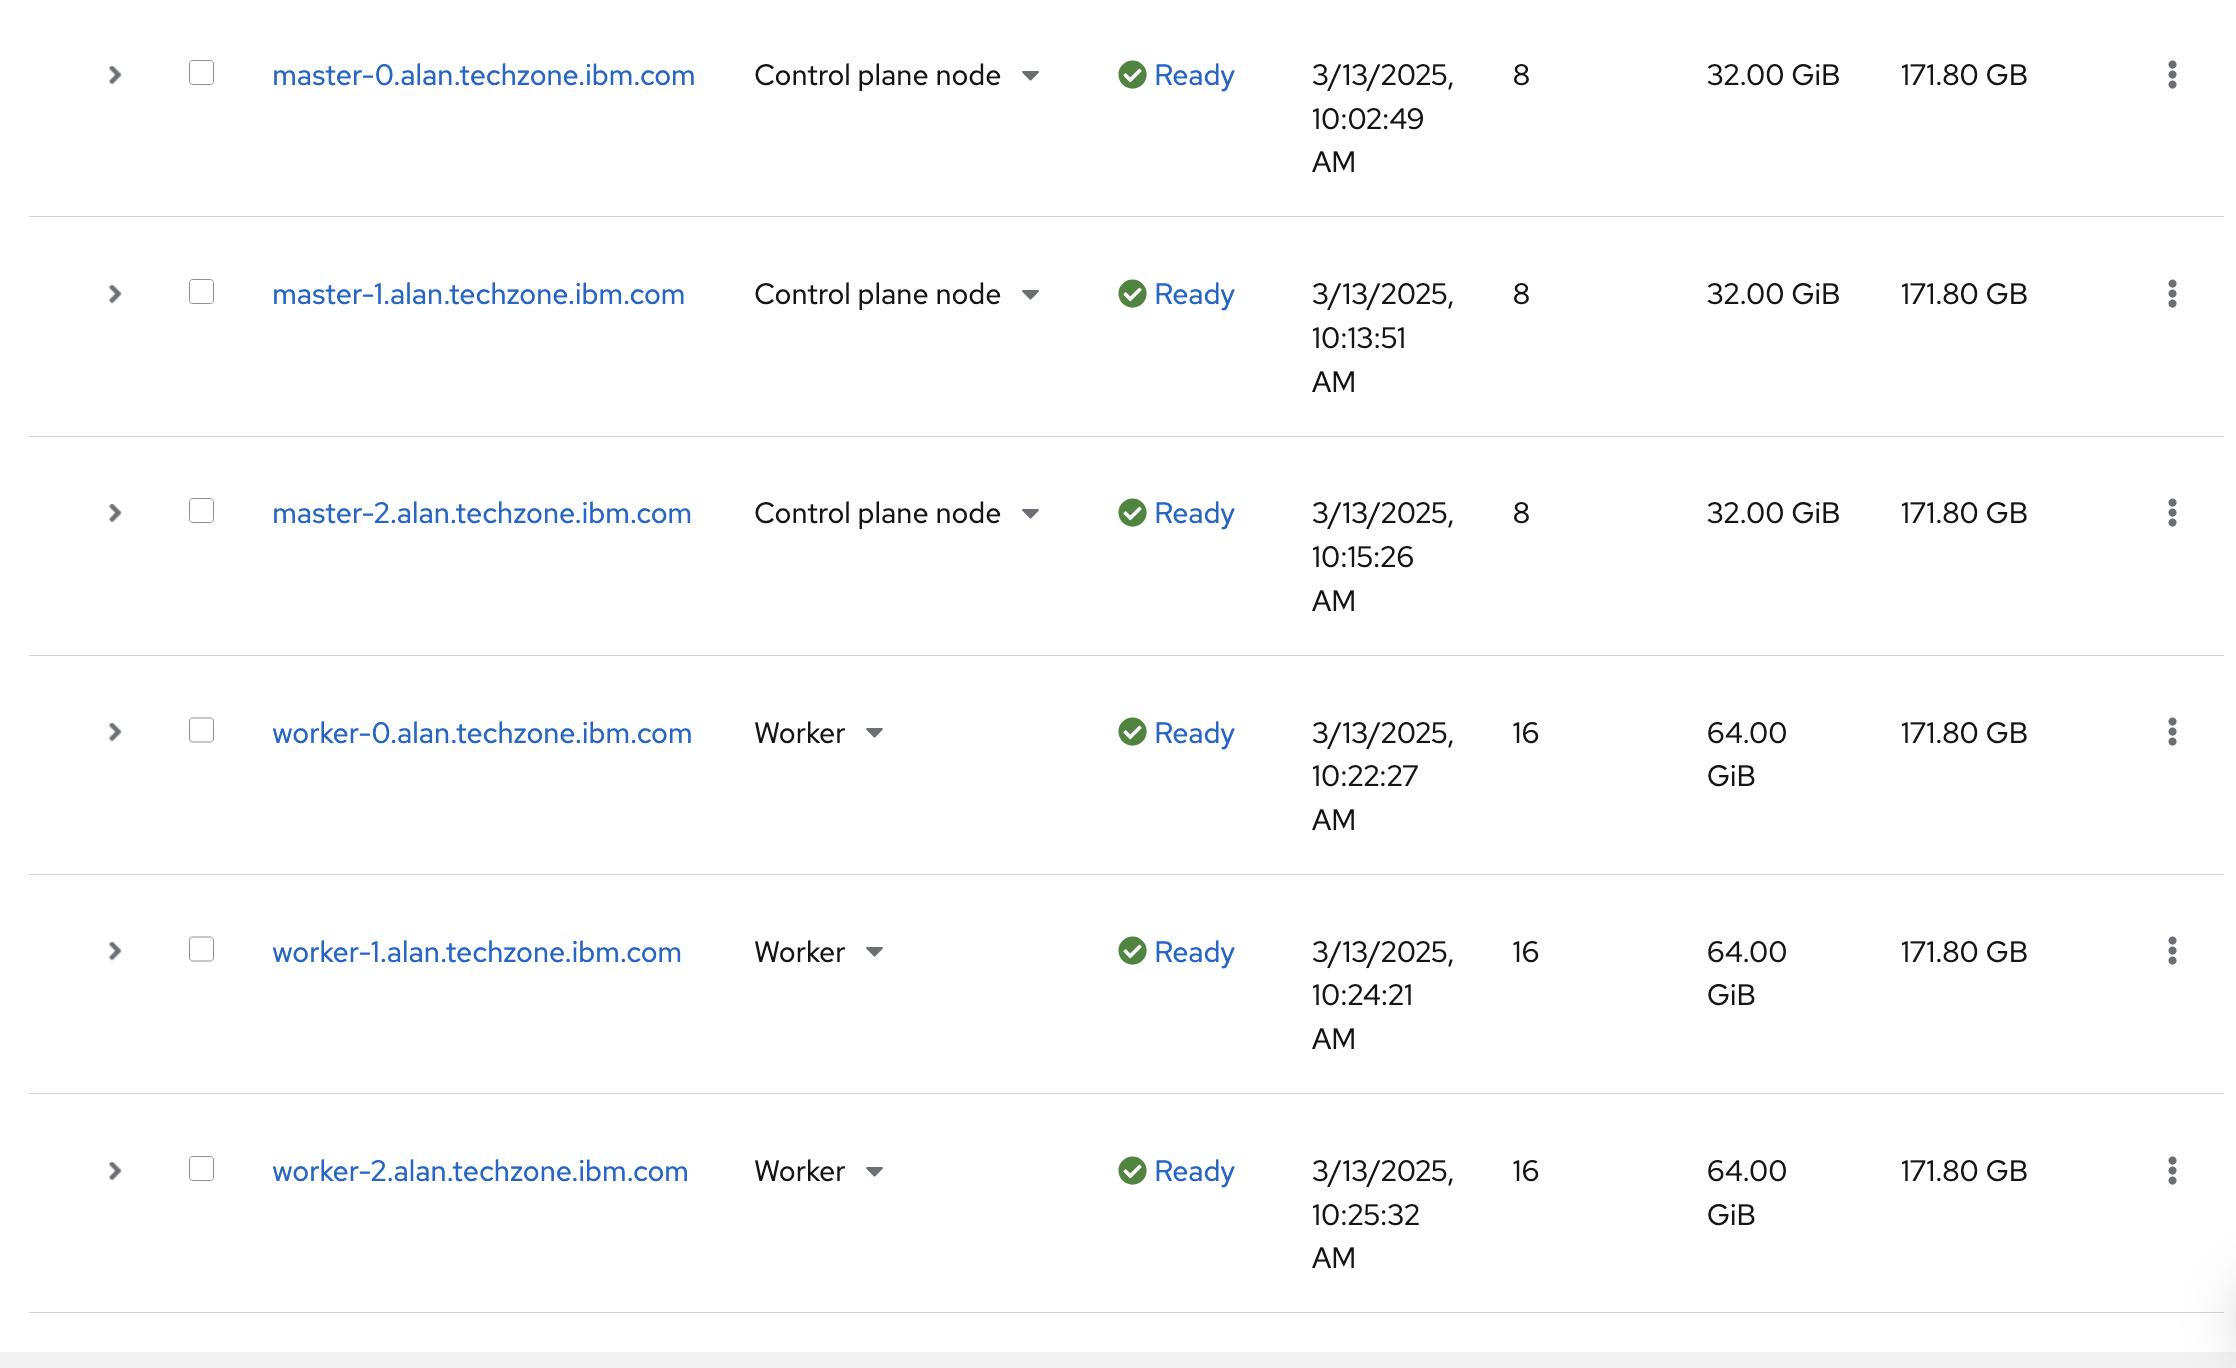 master-0.alan.techzone.ibm.com Control plane node Ready 3/13/2025, 8 32.00 GiB 171.80 GB
10:02:49
AM
master-1.alan.techzone.ibm.com Control plane node Ready 3/13/2025, 8 32.00 GiB 171.80 GB
10:13:51
AM
master-2.alan.techzone.ibm.com Control plane node Ready 3/13/2025, 8 32.00 GiB 171.80 GB
10:15:26
AM
worker-0.alan.techzone.ibm.com Worker Ready 3/13/2025, 16 64.00 171.80 GB
10:22:27 GiB
AM
worker-1.alan.techzone.ibm.com Worker Ready 3/13/2025, 16 64.00 171.80 GB
10:24:21 GiB
AM
worker-2.alan.techzone.ibm.com Worker Ready 3/13/2025, 16 64.00 171.80 GB
10:25:32 GiB
AM